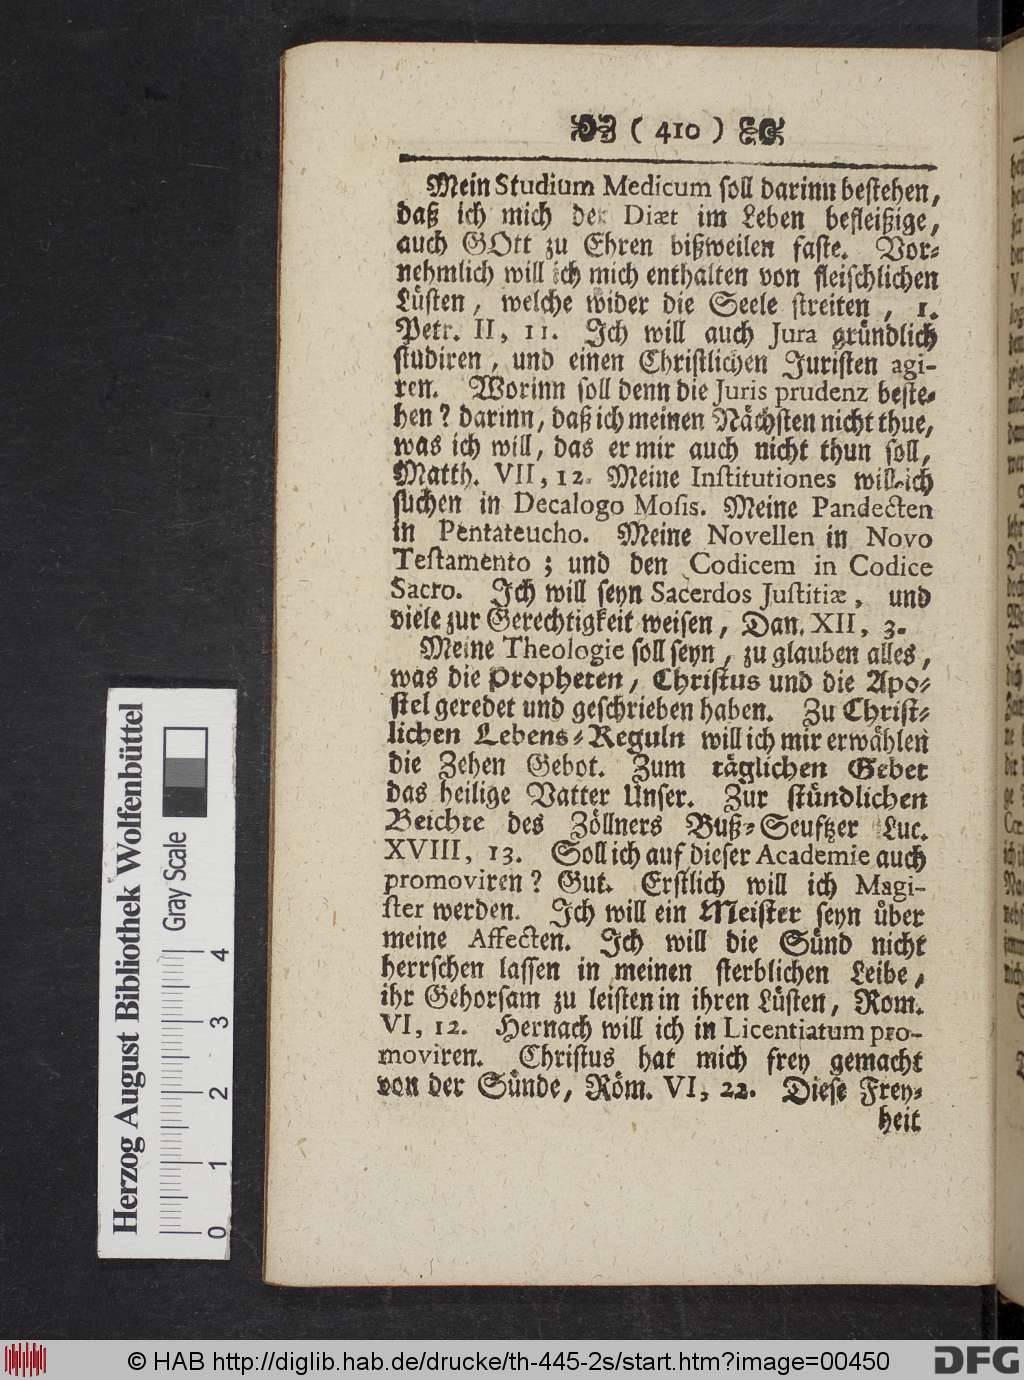 ( 410 )
Mein Studium Medicum soll darinn bestehen,
daß ich mich der Diæt im Leben befleißige,
auch GOtt zu Ehren bißweilen faste. Vor-
nehmlich will ich mich enthalten von fleischlichen
Lüsten, welche wider die Seele streiten, 1.
Petr. II, 11. Ich will auch Jura gründlich
studiren, und einen Christlichen Juristen agi-
ren. Worinn soll denn die Juris prudenz beste-
hen? darinn, daß ich meinen Nächsten nicht thue,
was ich will, das er mir auch nicht thun soll,
Matth. VII, 12. Meine Institutiones will ich
suchen in Decalogo Mosis. Meine Pandecten
in Pentateucho. Meine Novellen in Novo
Testamento; und den Codicem in Codice
Sacro. Ich will seyn Sacerdos Justitiæ, und
viele zur Gerechtigkeit weisen, Dan. XII, 3.
Meine Theologie soll seyn, zu glauben alles,
was die Propheten, Christus und die Apo-
stel geredet und geschrieben haben. Zu Christ-
lichen Lebens-Reguln will ich mir erwählen
die Zehen Gebot. Zum täglichen Gebet
das heilige Vatter Unser. Zur stündlichen
Beichte des Zöllners Buß-Seuftzer Luc.
XVIII, 13. Soll ich auf dieser Academie auch
promoviren? Gut. Erstlich will ich Magi-
ster werden. Ich will ein Meister seyn über
meine Affecten. Ich will die Sünd nicht
herrschen lassen in meinen sterblichen Leibe,
ihr Gehorsam zu leisten in ihren Lüsten, Rom.
VI, 12. Hernach will ich in Licentiatum pro-
moviren. Christus hat mich frey gemacht
von der Sünde, Röm. VI, 22. Diese Frey-
heit
Herzog August Bibliothek Wolfenbüttel
Gray Scale
0 1 2 3 4
© HAB http://diglib.hab.de/drucke/th-445-2s/start.htm?image=00450
DFG